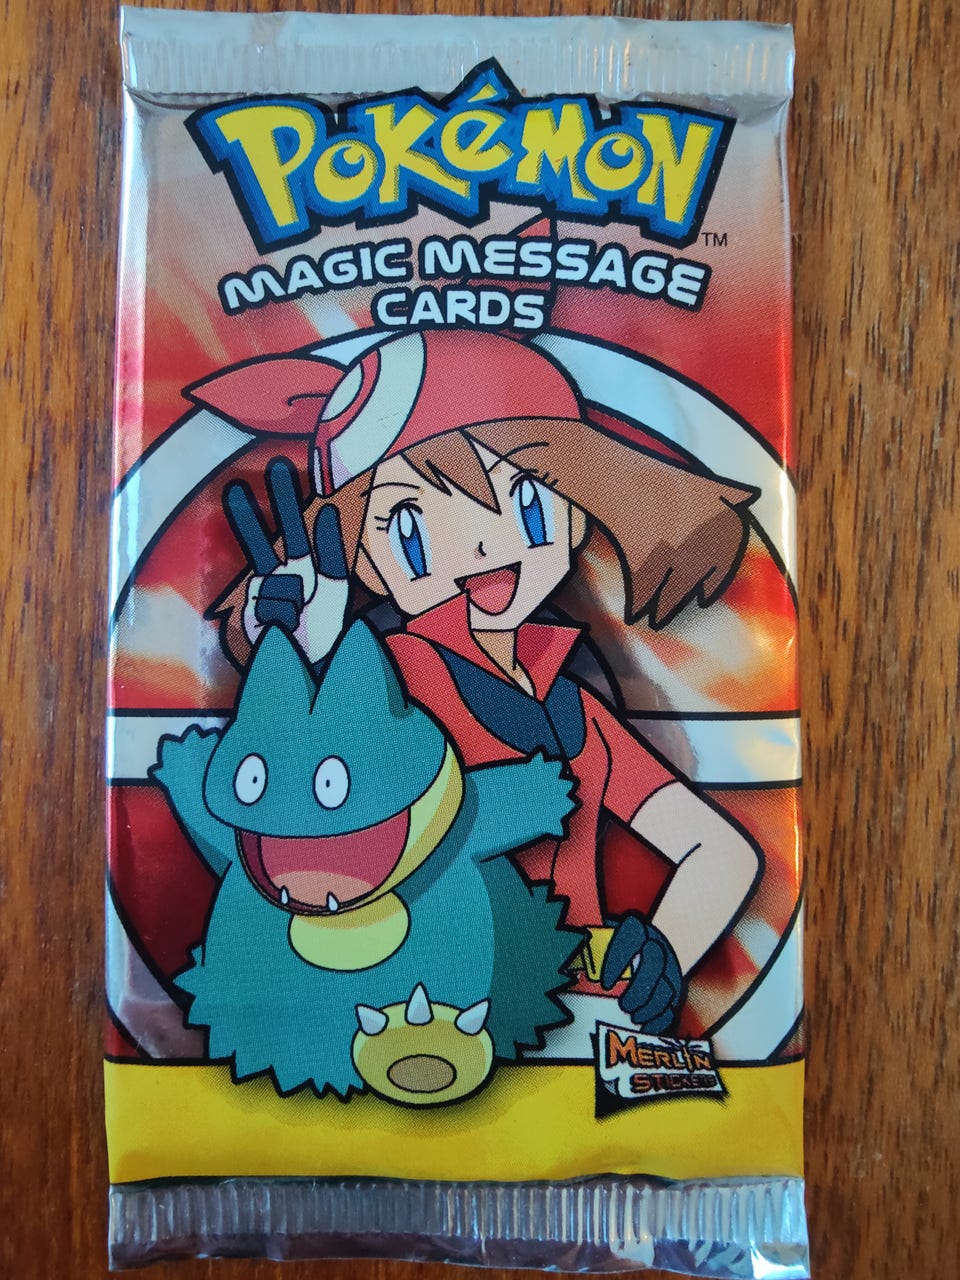 POKéMON
TM
MAGIC MESSAGE
CARDS
MERLIN
STICKERS